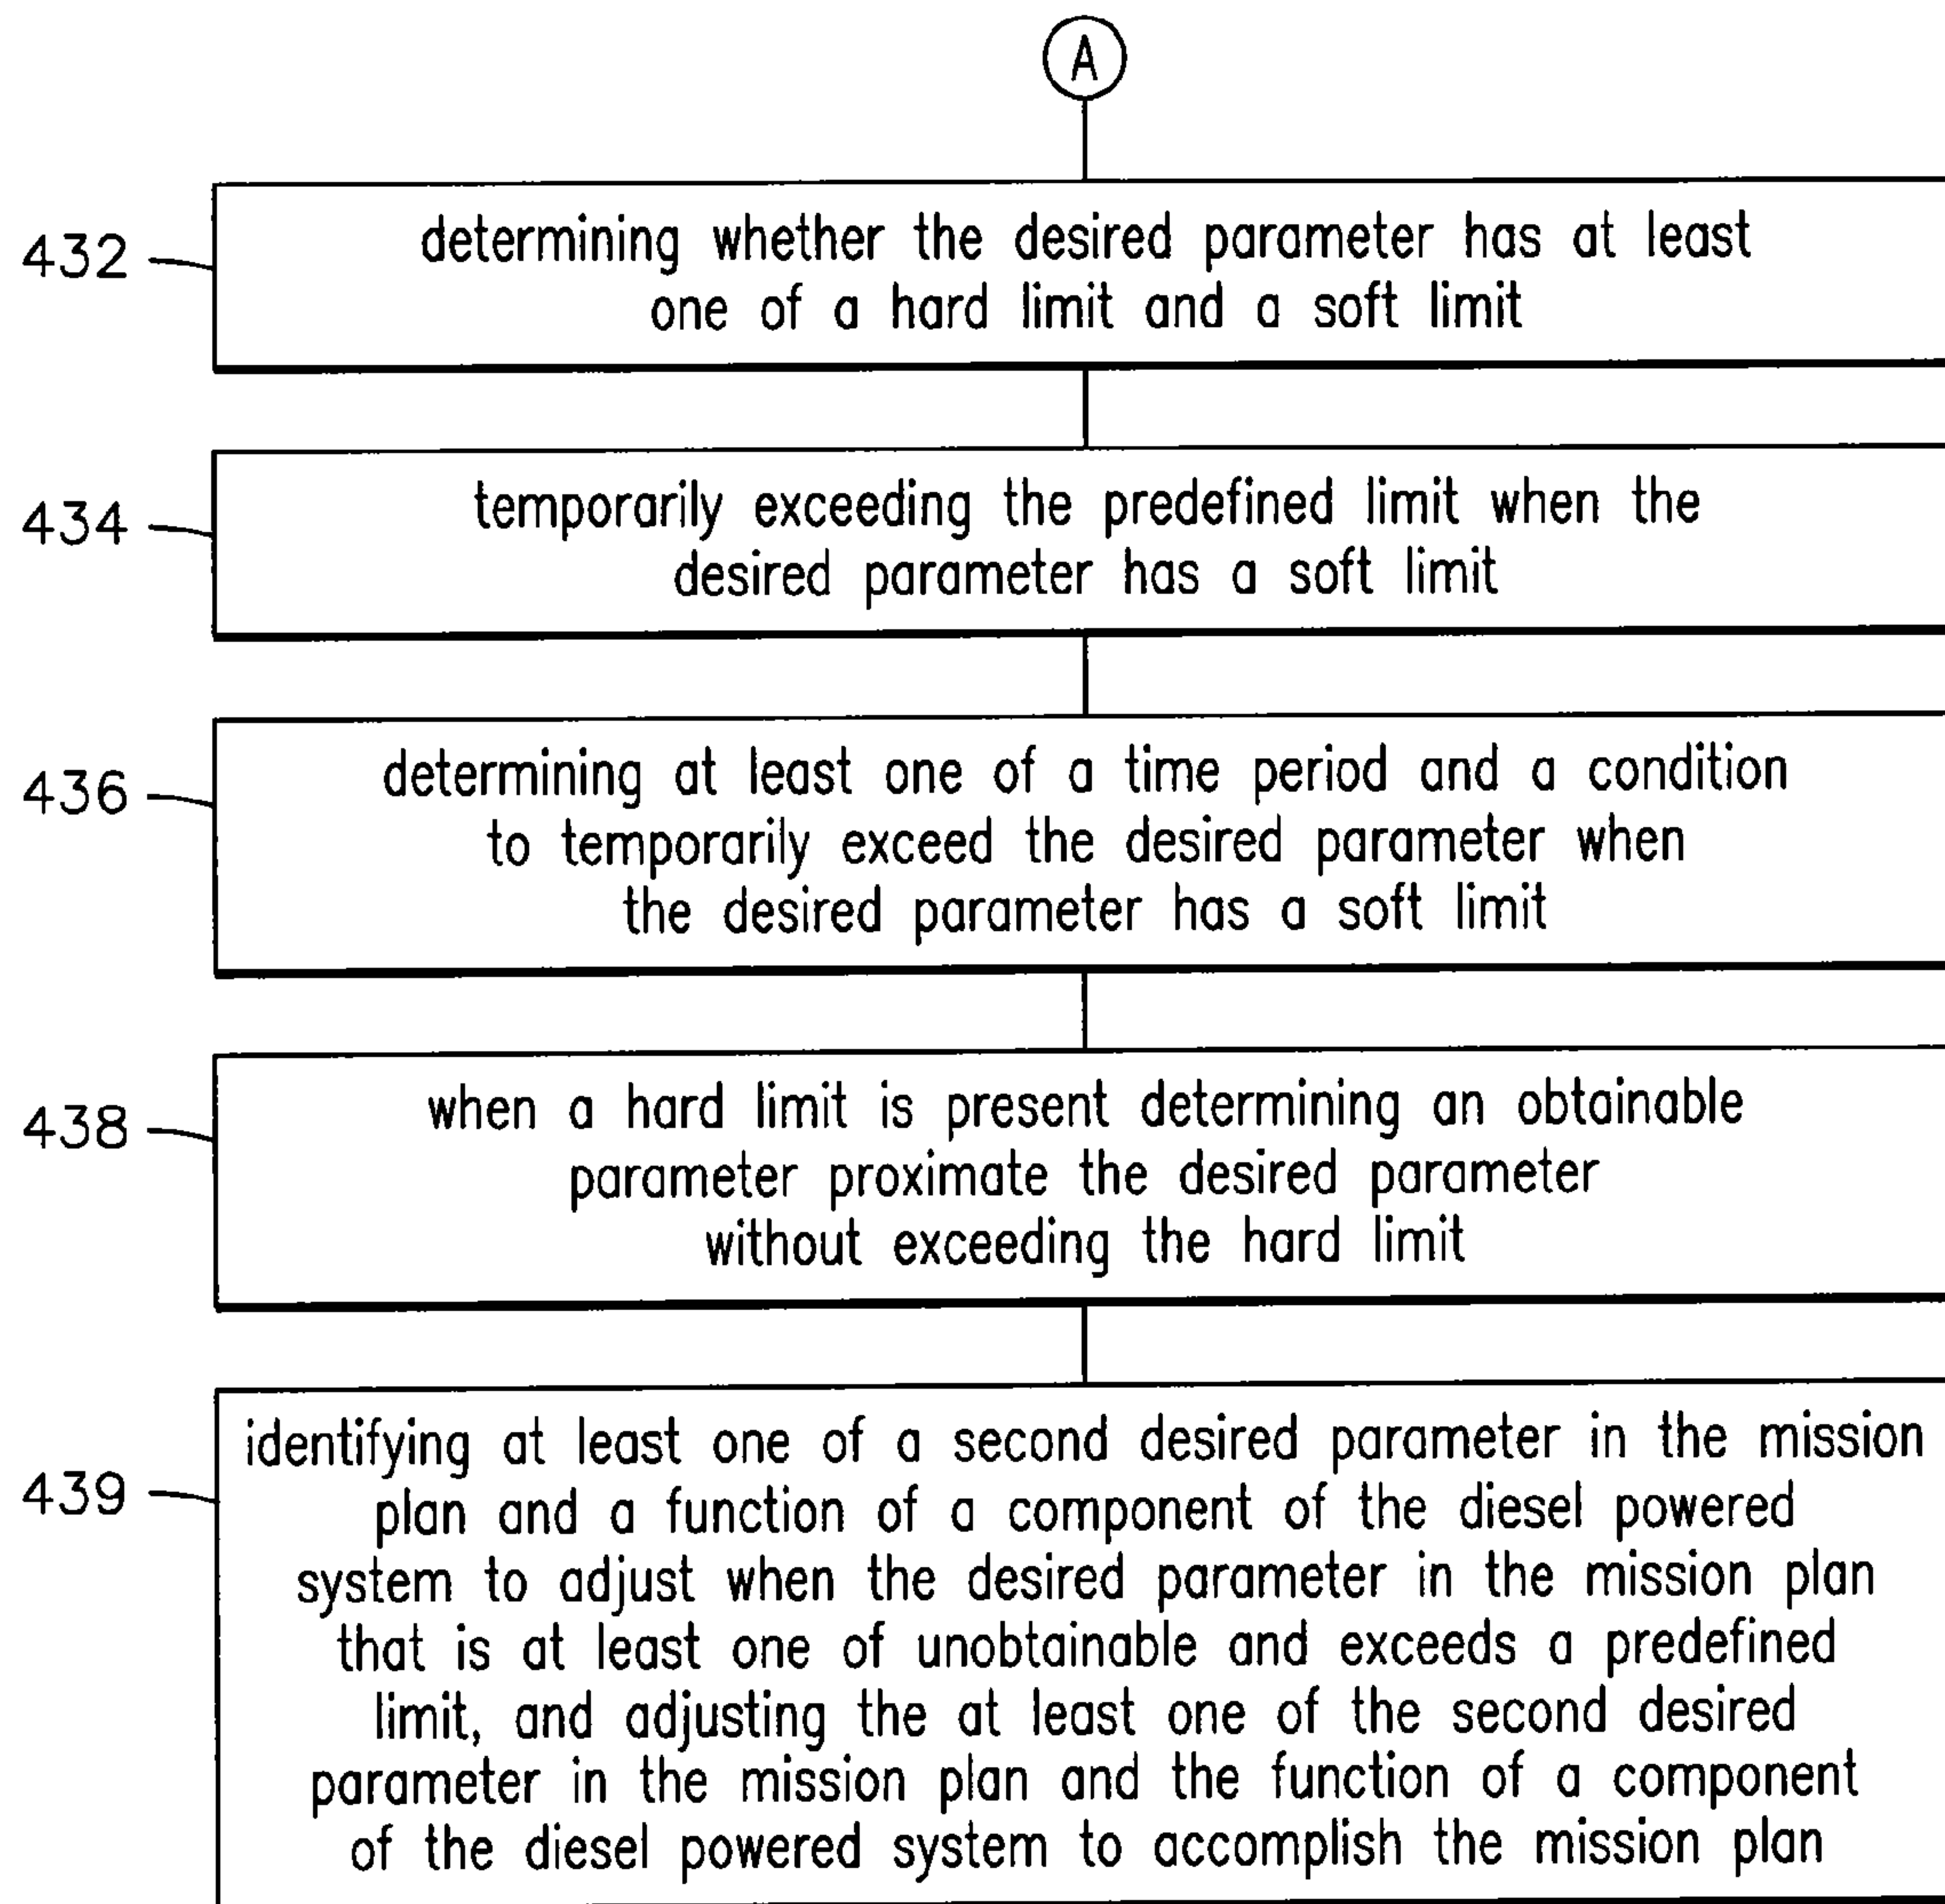 A
432
determining whether the desired parameter has at least
one of a hard limit and a soft limit
434
temporarily exceeding the predefined limit when the
desired parameter has a soft limit
436
determining at least one of a time period and a condition
to temporarily exceed the desired parameter when
the desired parameter has a soft limit
438
when a hard limit is present determining an obtainable
parameter proximate the desired parameter
without exceeding the hard limit
439
identifying at least one of a second desired parameter in the mission
plan and a function of a component of the diesel powered
system to adjust when the desired parameter in the mission plan
that is at least one of unobtainable and exceeds a predefined
limit, and adjusting the at least one of the second desired
parameter in the mission plan and the function of a component
of the diesel powered system to accomplish the mission plan